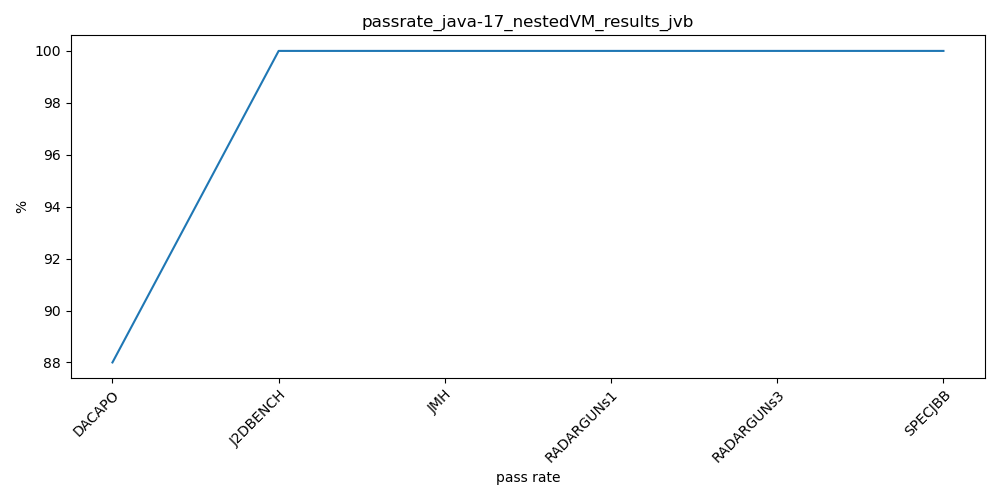 passrate_java-17_nestedVM_results_jvb
100
98
96
94
92
90
88
%
DACAPO
J2DBENCH
JMH
RADARGUNs1
RADARGUNs3
SPECJBB
pass rate